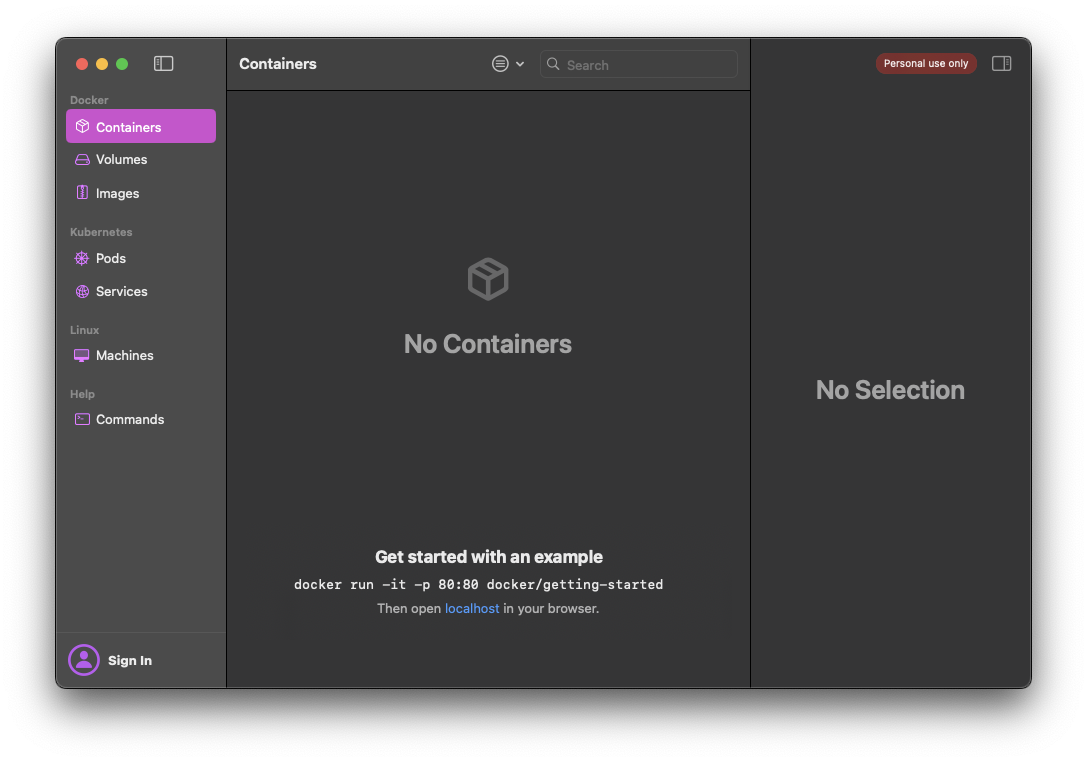 Docker
Containers
Volumes
Images
Kubernetes
Pods
Services
Linux
Machines
Help
Commands
Sign In
Containers
Search
No Containers
Get started with an example
docker run -it -p 80:80 docker/getting-started
Then open localhost in your browser.
Personal use only
No Selection